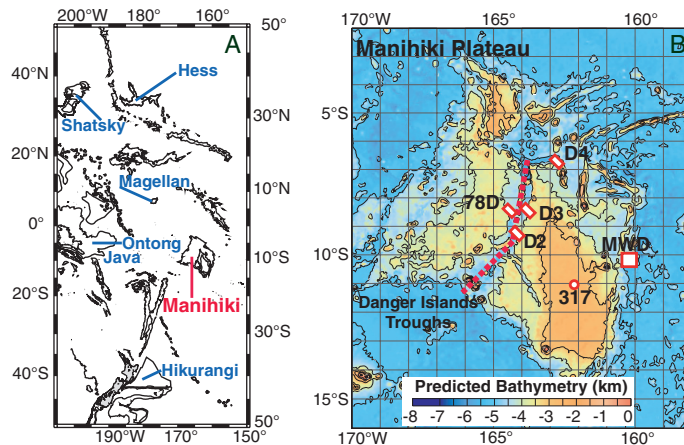 200°W 180° 160° 50°
A
Hess
40°N
Shatsky
30°N
20°N
Magellan
10°N
0°
Ontong
Java
10°S
Manihiki
20°S
30°S
40°S
Hikurangi
50°
190°W 170° 150°
170°W 165° 160°
Manihiki Plateau
B
5°S
D4
78D
D3
D2
MWD
10°S
317
Danger Islands
Troughs
15°S
Predicted Bathymetry (km)
-8 -7 -6 -5 -4 -3 -2 -1 0
170°W 165° 160°